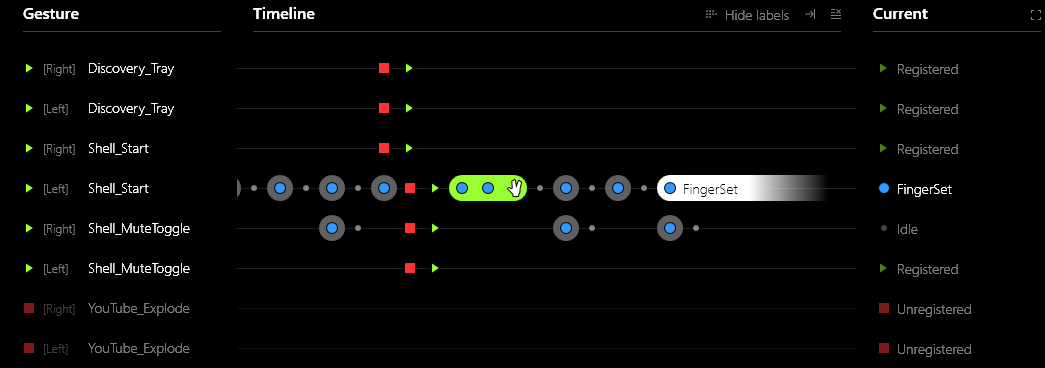 Gesture Timeline Hide labels Current
[Right] Discovery_Tray Registered
[Left] Discovery_Tray Registered
[Right] Shell_Start Registered
[Left] Shell_Start FingerSet FingerSet
[Right] Shell_MuteToggle Idle
[Left] Shell_MuteToggle Registered
[Right] YouTube_Explode Unregistered
[Left] YouTube_Explode Unregistered